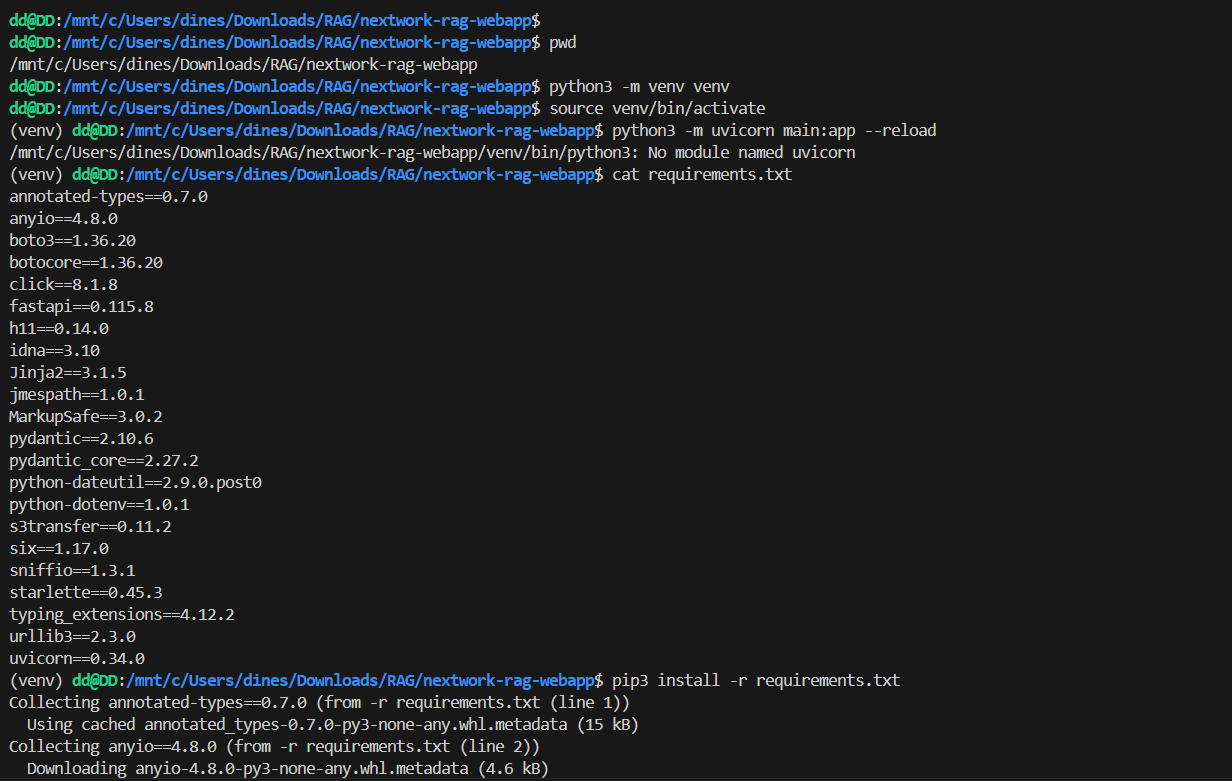 dd@DD:/mnt/c/Users/dines/Downloads/RAG/nextwork-rag-webapp$
dd@DD:/mnt/c/Users/dines/Downloads/RAG/nextwork-rag-webapp$ pwd
/mnt/c/Users/dines/Downloads/RAG/nextwork-rag-webapp
dd@DD:/mnt/c/Users/dines/Downloads/RAG/nextwork-rag-webapp$ python3 -m venv venv
dd@DD:/mnt/c/Users/dines/Downloads/RAG/nextwork-rag-webapp$ source venv/bin/activate
(venv) dd@DD:/mnt/c/Users/dines/Downloads/RAG/nextwork-rag-webapp$ python3 -m uvicorn main:app --reload
/mnt/c/Users/dines/Downloads/RAG/nextwork-rag-webapp/venv/bin/python3: No module named uvicorn
(venv) dd@DD:/mnt/c/Users/dines/Downloads/RAG/nextwork-rag-webapp$ cat requirements.txt
annotated-types==0.7.0
anyio==4.8.0
boto3==1.36.20
botocore==1.36.20
click==8.1.8
fastapi==0.115.8
h11==0.14.0
idna==3.10
Jinja2==3.1.5
jmespath==1.0.1
MarkupSafe==3.0.2
pydantic==2.10.6
pydantic_core==2.27.2
python-dateutil==2.9.0.post0
python-dotenv==1.0.1
s3transfer==0.11.2
six==1.17.0
sniffio==1.3.1
starlette==0.45.3
typing_extensions==4.12.2
urllib3==2.3.0
uvicorn==0.34.0
(venv) dd@DD:/mnt/c/Users/dines/Downloads/RAG/nextwork-rag-webapp$ pip3 install -r requirements.txt
Collecting annotated-types==0.7.0 (from -r requirements.txt (line 1))
  Using cached annotated_types-0.7.0-py3-none-any.whl.metadata (15 kB)
Collecting anyio==4.8.0 (from -r requirements.txt (line 2))
  Downloading anyio-4.8.0-py3-none-any.whl.metadata (4.6 kB)